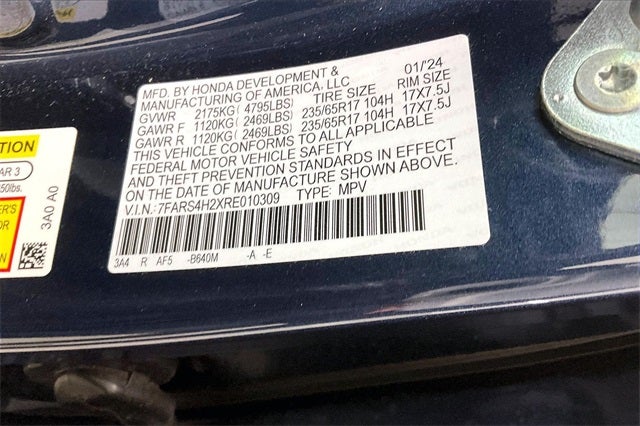 MFD. BY HONDA DEVELOPMENT & 01/'24
MANUFACTURING OF AMERICA, LLC
TIRE SIZE RIM SIZE
GVWR 2175KG( 4795LBS)
GAWR F 1120KG( 2469LBS) 235/65R17 104H 17X7.5J
GAWR R 1120KG( 2469LBS) 235/65R17 104H 17X7.5J
THIS VEHICLE CONFORMS TO ALL APPLICABLE
FEDERAL MOTOR VEHICLE SAFETY
AND THEFT PREVENTION STANDARDS IN EFFECT
ON THE DATE OF MANUFACTURE SHOWN ABOVE.
V.I.N.: 7FARS4H2XRE010309 TYPE: MPV
3A4 R AF5 -B640M -A -E
AR 3
50lbs.
3A0 A0